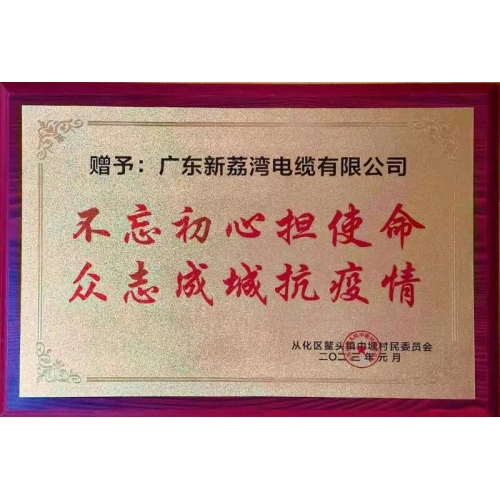 赠予：广东新荔湾电缆有限公司
不忘初心担使命
众志成城抗疫情
从化区鳌头镇中塘村民委员会
二〇二三年元月